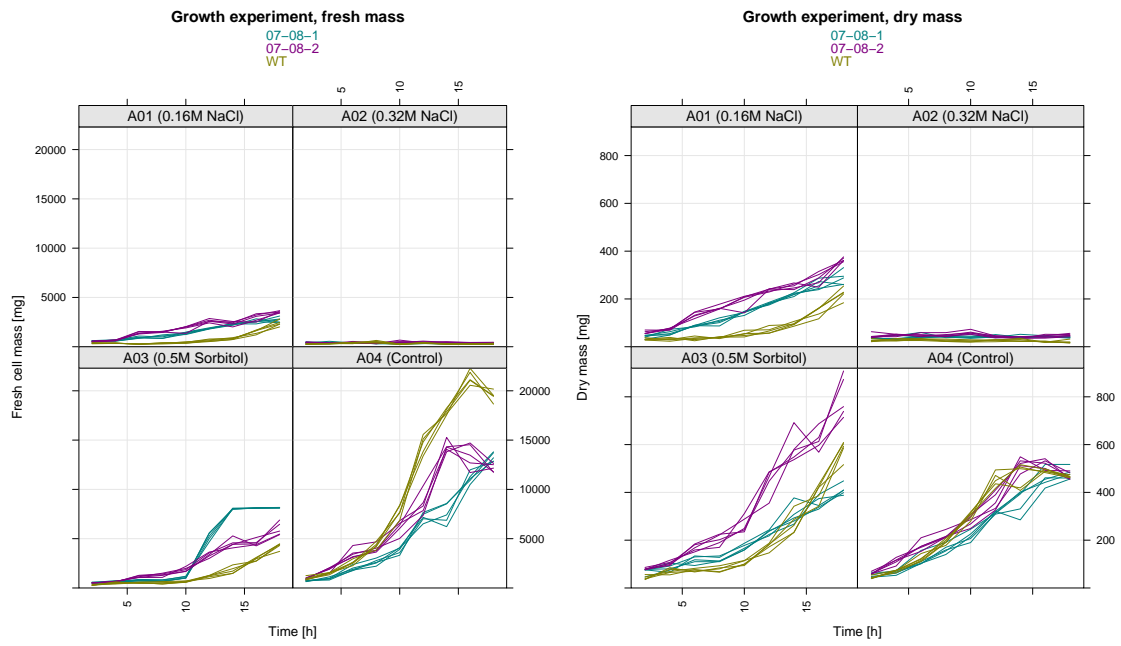 Growth experiment, fresh mass
07−08−1
07−08−2
WT
5
10
15
A01 (0.16M NaCl)
A02 (0.32M NaCl)
20000
15000
10000
5000
A03 (0.5M Sorbitol)
A04 (Control)
20000
15000
10000
5000
5
10
15
Fresh cell mass [mg]
Time [h]
Growth experiment, dry mass
07−08−1
07−08−2
WT
5
10
15
A01 (0.16M NaCl)
A02 (0.32M NaCl)
800
600
400
200
A03 (0.5M Sorbitol)
A04 (Control)
800
600
400
200
5
10
15
Dry mass [mg]
Time [h]